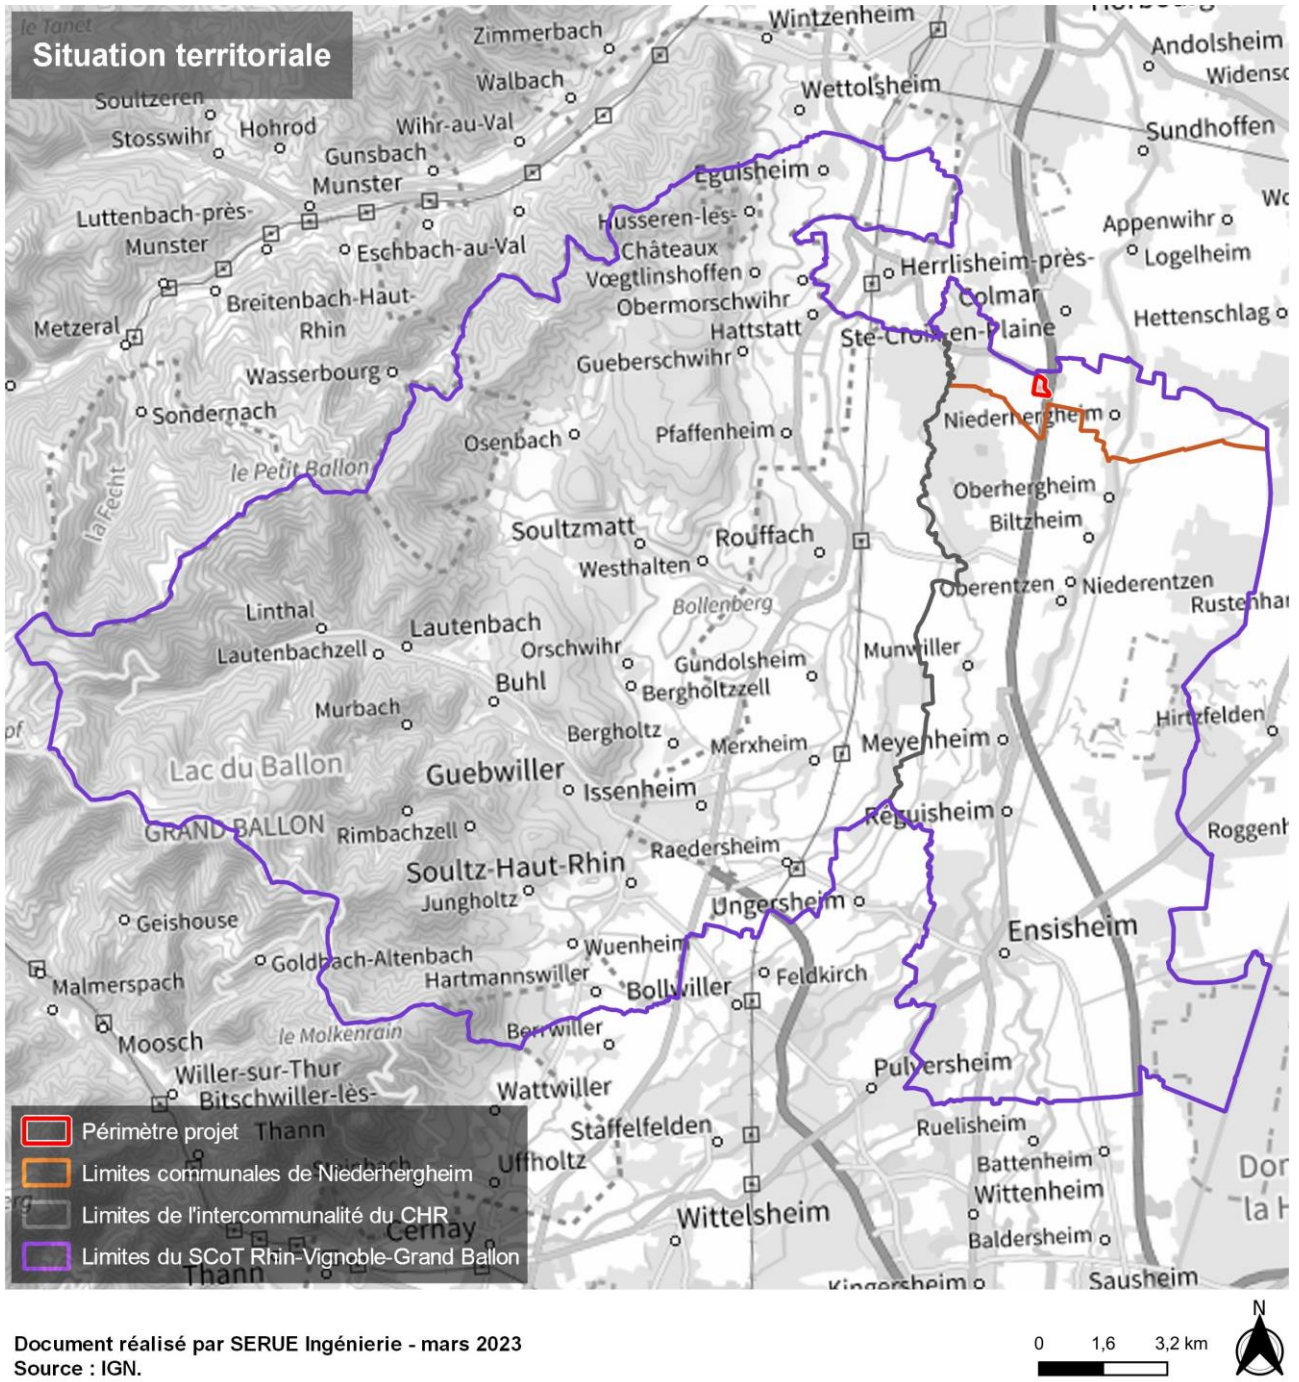 le Tanet
Situation territoriale
Wintzenheim
Zimmerbach
Andolsheim
Walbach
Wettolsheim
Soultzeren
Stosswihr
Hohrod
Wihr-au-Val
Sundhoffen
Gunsbach
Munster
Eguisheim
Luttenbach-près-
Munster
Husseren-les-
Châteaux
Appenwihr
Eschbach-au-Val
Logelheim
Vœgtlinshoffen
Herrlisheim-près-
Colmar
Breitenbach-Haut-
Rhin
Obermorschwihr
Metzeral
Hattstatt
Ste-Croix-en-Plaine
Hettenschlag
Gueberschwihr
Wasserbourg
Sondernach
Niederhergheim
Osenbach
Pfaffenheim
le Petit Ballon
la Fecht
Oberhergheim
Soultzmatt
Rouffach
Biltzheim
Westhalten
Oberentzen
Niederentzen
Bollenberg
Rustenhar
Linthal
Lautenbach
Lautenbachzell
Orschwihr
Munwiller
Gundolsheim
Buhl
Bergholtzzell
Murbach
Hirtzfelden
Bergholtz
Merxheim
Meyenheim
Lac du Ballon
Guebwiller
Issenheim
GRAND BALLON
Rimbachzell
Réguisheim
Raedersheim
Soultz-Haut-Rhin
Jungholtz
Ungersheim
Geishouse
Ensisheim
Wuenheim
Goldbach-Altenbach
Hartmannswiller
Feldkirch
Malmerspach
Bollwiller
le Molkenrain
Berrwiller
Moosch
Pulversheim
Willer-sur-Thur
Bitschwiller-lès-
Thann
Wattwiller
Staffelfelden
Ruelisheim
Uffholtz
Battenheim
Wittenheim
Wittelsheim
Cernay
Baldersheim
Thann
Kingersheim
Sausheim
Périmètre projet
Limites communales de Niederhergheim
Limites de l'intercommunalité du CHR
Limites du SCoT Rhin-Vignoble-Grand Ballon
Document réalisé par SERUE Ingénierie - mars 2023
Source : IGN.
0 1,6 3,2 km
N